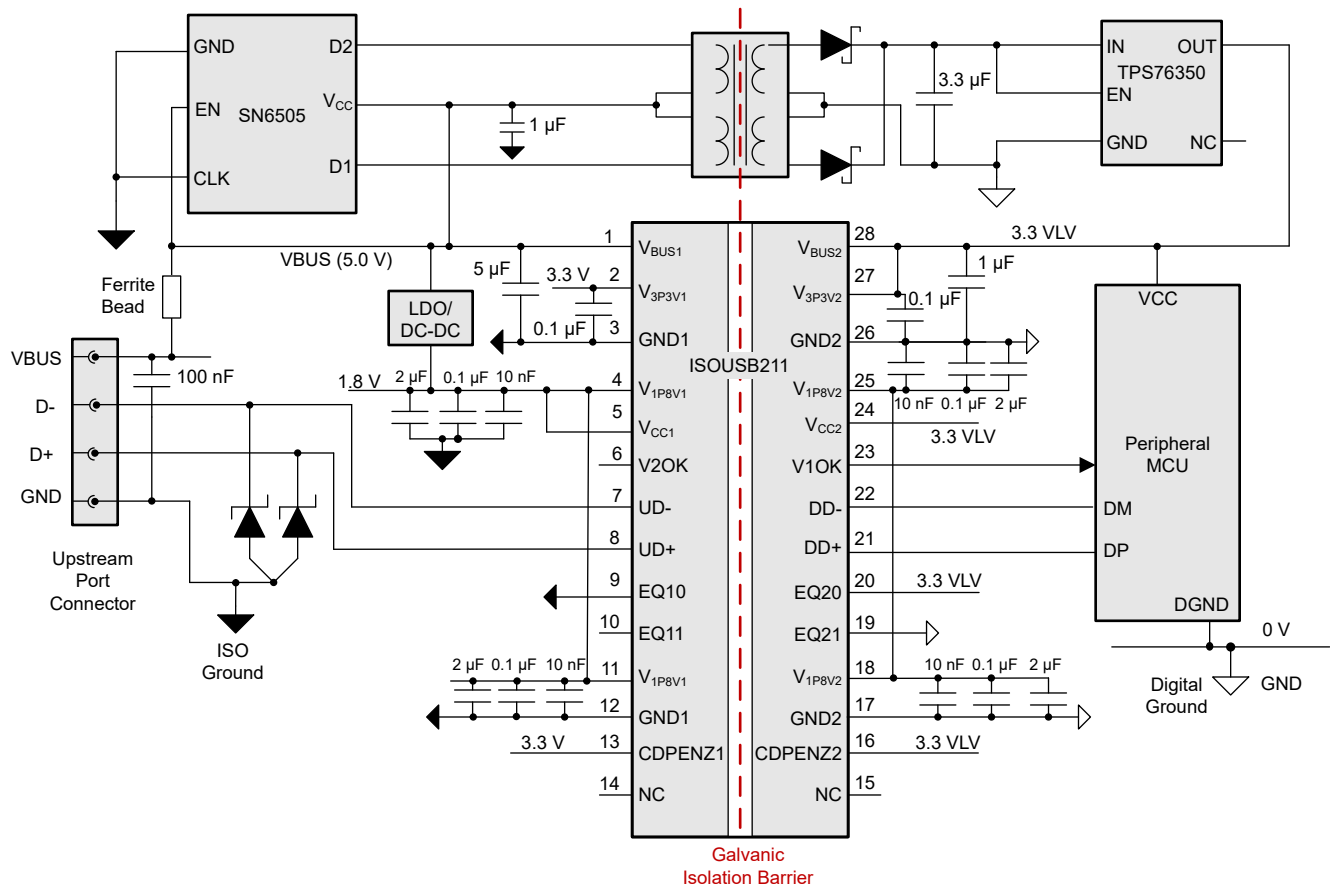 GND
D2
EN
SN6505
VCC
D1
CLK
1 µF
3.3 µF
IN
OUT
TPS76350
EN
GND
NC
VBUS (5.0 V)
Ferrite
Bead
LDO/
DC-DC
5 µF
3.3 V
0.1 µF
1.8 V
2 µF
0.1 µF
10 nF
VBUS
100 nF
D-
D+
GND
Upstream
Port
Connector
ISO
Ground
1
VBUS1
2
V3P3V1
3
GND1
4
V1P8V1
5
VCC1
6
V2OK
7
UD-
8
UD+
9
EQ10
10
EQ11
11
V1P8V1
12
GND1
13
CDPENZ1
14
NC
2 µF
0.1 µF
10 nF
3.3 V
ISOUSB211
VBUS2
28
V3P3V2
27
GND2
26
V1P8V2
25
VCC2
24
V1OK
23
DD-
22
DD+
21
EQ20
20
EQ21
19
V1P8V2
18
GND2
17
CDPENZ2
16
NC
15
3.3 VLV
1 µF
0.1 µF
10 nF
0.1 µF
2 µF
3.3 VLV
3.3 VLV
10 nF
0.1 µF
2 µF
3.3 VLV
VCC
Peripheral
MCU
DM
DP
DGND
0 V
Digital
Ground
GND
Galvanic
Isolation Barrier